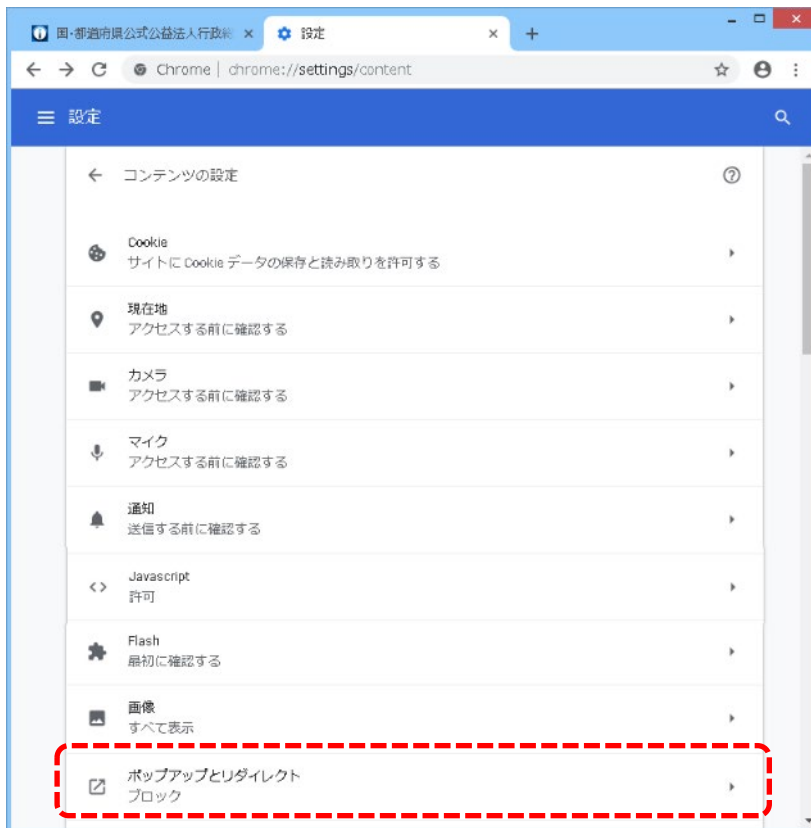 国・都道府県公式公益法人行政総
設定
Chrome | chrome://settings/content
設定
コンテンツの設定
Cookie
サイトに Cookie データの保存と読み取りを許可する
現在地
アクセスする前に確認する
カメラ
アクセスする前に確認する
マイク
アクセスする前に確認する
通知
送信する前に確認する
Javascript
許可
Flash
最初に確認する
画像
すべて表示
ポップアップとリダイレクト
ブロック